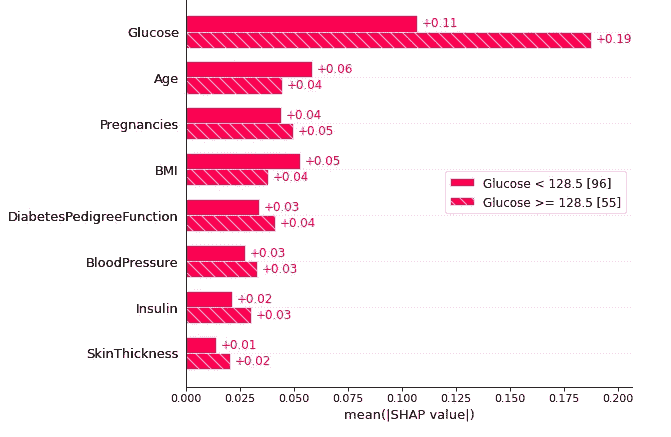 Glucose
+0.11
+0.19
Age
+0.06
+0.04
Pregnancies
+0.04
+0.05
BMI
+0.05
+0.04
Glucose < 128.5 [96]
Glucose >= 128.5 [55]
DiabetesPedigreeFunction
+0.03
+0.04
BloodPressure
+0.03
+0.03
Insulin
+0.02
+0.03
SkinThickness
+0.01
+0.02
0.000 0.025 0.050 0.075 0.100 0.125 0.150 0.175 0.200
mean(|SHAP value|)